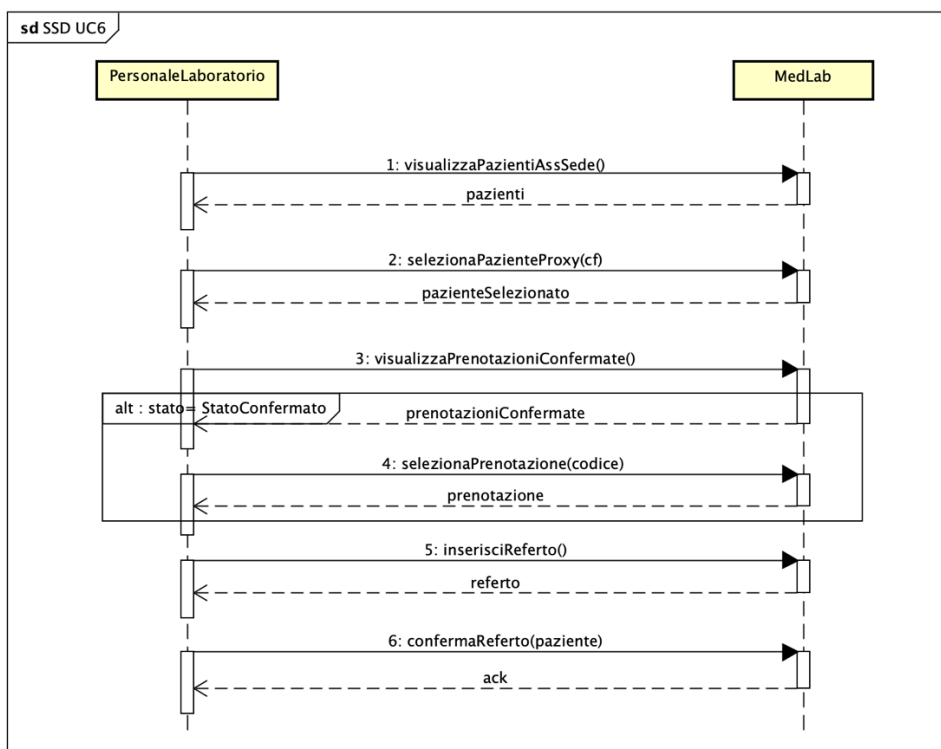 sd SSD UC6
PersonaleLaboratorio
MedLab
1: visualizzaPazientiAssSede()
pazienti
2: selezionaPazienteProxy(cf)
pazienteSelezionato
3: visualizzaPrenotazioniConfermate()
alt : stato= StatoConfermato
prenotazioniConfermate
4: selezionaPrenotazione(codice)
prenotazione
5: inserisciReferto()
referto
6: confermaReferto(paziente)
ack